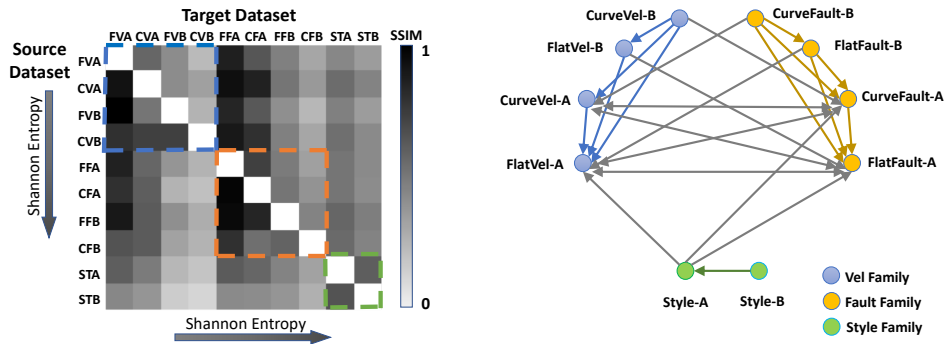 Target Dataset
Source
Dataset
FVA CVA FVB CVB FFA CFA FFB CFB STA STB
SSIM
1
0
FVA
CVA
FVB
CVB
FFA
CFA
FFB
CFB
STA
STB
Shannon Entropy
Shannon Entropy
CurveVel-B
CurveFault-B
FlatVel-B
FlatFault-B
CurveVel-A
CurveFault-A
FlatVel-A
FlatFault-A
Style-A
Style-B
Vel Family
Fault Family
Style Family